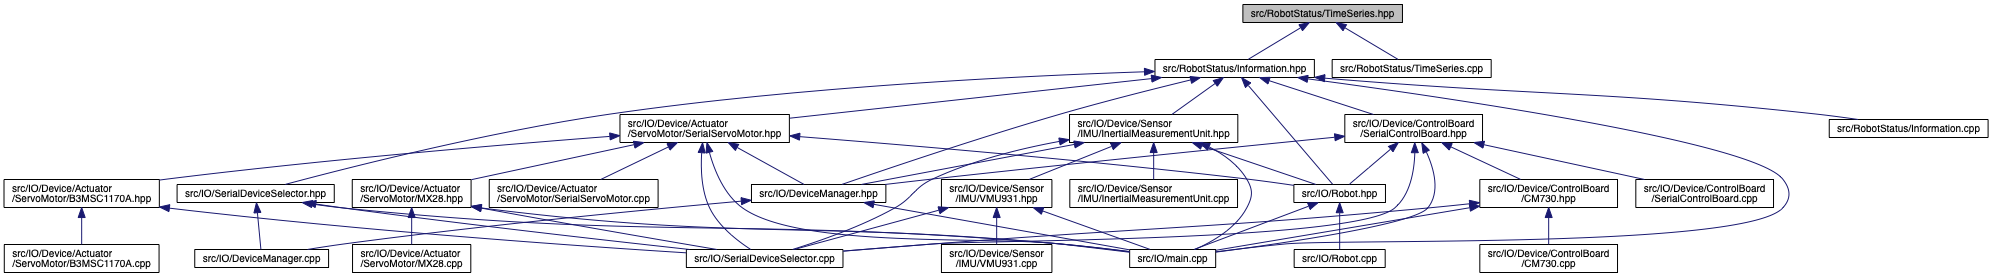 src/RobotStatus/TimeSeries.hpp
src/RobotStatus/Information.hpp
src/RobotStatus/TimeSeries.cpp
src/IO/Device/Actuator
/ServoMotor/SerialServoMotor.hpp
src/IO/Device/Sensor
/IMU/InertialMeasurementUnit.hpp
src/IO/Device/ControlBoard
/SerialControlBoard.hpp
src/RobotStatus/Information.cpp
src/IO/Device/Actuator
/ServoMotor/B3MSC1170A.hpp
src/IO/SerialDeviceSelector.hpp
src/IO/Device/Actuator
/ServoMotor/MX28.hpp
src/IO/Device/Actuator
/ServoMotor/SerialServoMotor.cpp
src/IO/DeviceManager.hpp
src/IO/Device/Sensor
/IMU/VMU931.hpp
src/IO/Device/Sensor
/IMU/InertialMeasurementUnit.cpp
src/IO/Robot.hpp
src/IO/Device/ControlBoard
/CM730.hpp
src/IO/Device/ControlBoard
/SerialControlBoard.cpp
src/IO/Device/Actuator
/ServoMotor/B3MSC1170A.cpp
src/IO/DeviceManager.cpp
src/IO/Device/Actuator
/ServoMotor/MX28.cpp
src/IO/SerialDeviceSelector.cpp
src/IO/Device/Sensor
/IMU/VMU931.cpp
src/IO/main.cpp
src/IO/Robot.cpp
src/IO/Device/ControlBoard
/CM730.cpp